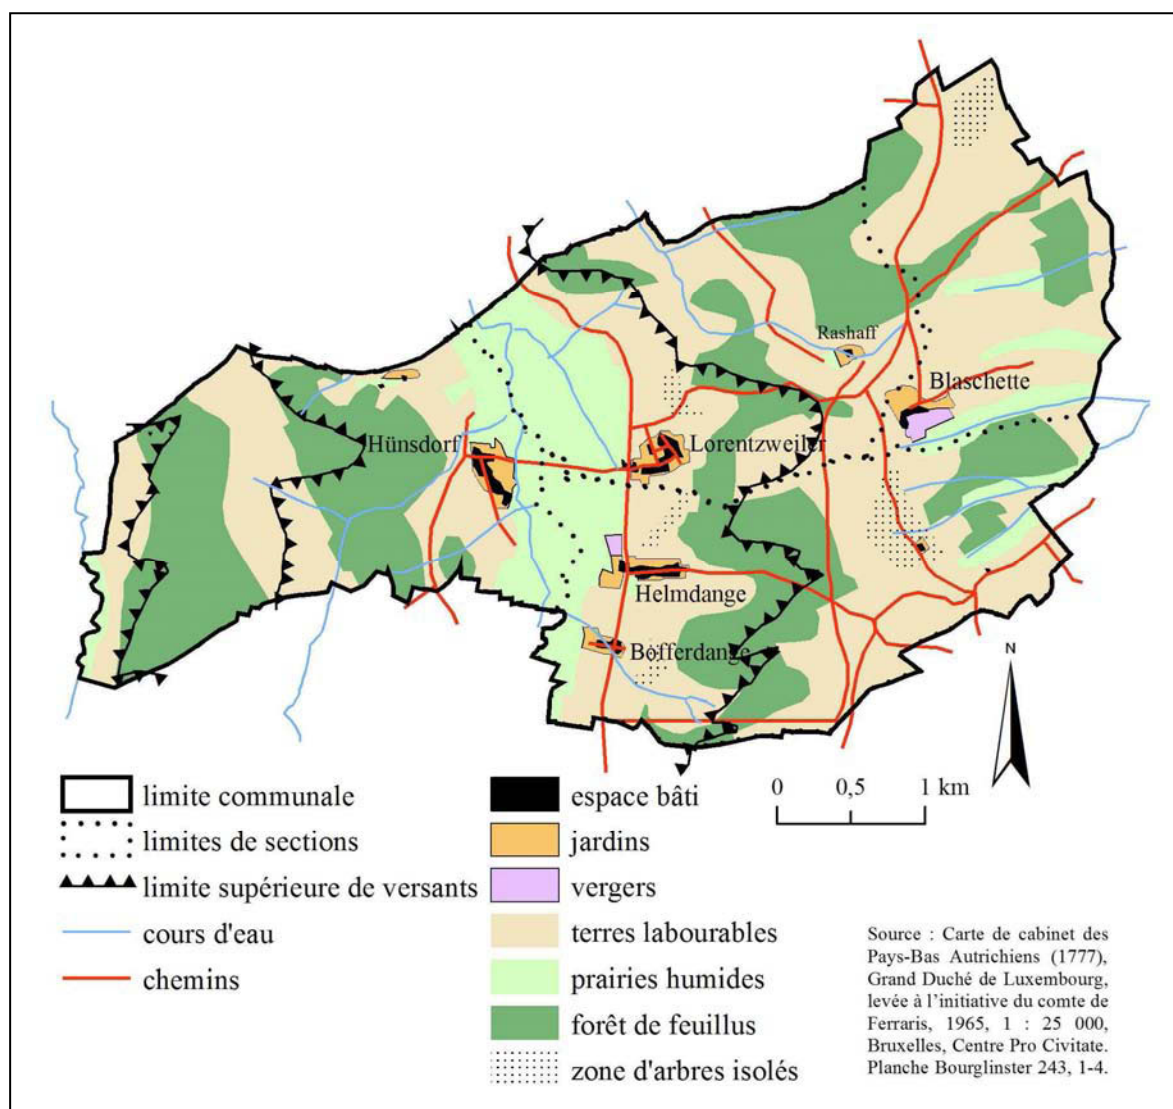 Rashaff
Blaschette
Hünsdorf
Lorentzweiler
Helmdange
Bofferdange
N
0 0,5 1 km
limite communale
limites de sections
limite supérieure de versants
cours d'eau
chemins
espace bâti
jardins
vergers
terres labourables
prairies humides
forêt de feuillus
zone d'arbres isolés
Source : Carte de cabinet des
Pays-Bas Autrichiens (1777),
Grand Duché de Luxembourg,
levée à l'initiative du comte de
Ferraris, 1965, 1 : 25 000,
Bruxelles, Centre Pro Civitate.
Planche Bourglinster 243, 1-4.